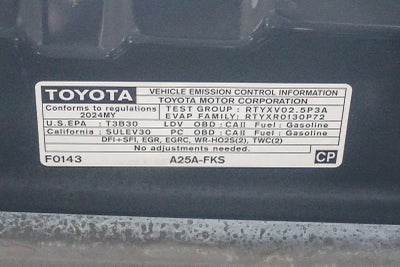 TOYOTA VEHICLE EMISSION CONTROL INFORMATION
TOYOTA MOTOR CORPORATION
Conforms to regulations TEST GROUP : RTYXV02.5P3A
2024MY EVAP FAMILY: RTYXR0130P72
U.S.EPA : T3B30 LDV OBD : CAII Fuel : Gasoline
California : SULEV30 PC OBD : CAII Fuel : Gasoline
DFI+SFI, EGR, EGRC, WR-HO2S(2), TWC(2)
No adjustments needed.
F0143 A25A-FKS CP